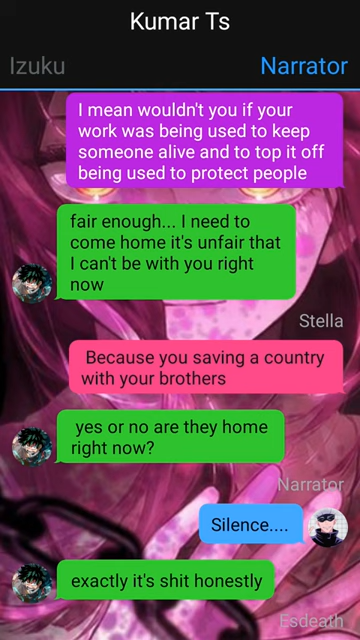 Kumar Ts
Izuku
Narrator
I mean wouldn't you if your
work was being used to keep
someone alive and to top it off
being used to protect people
fair enough... I need to
come home it's unfair that
I can't be with you right
now
Stella
Because you saving a country
with your brothers
yes or no are they home
right now?
Narrator
Silence....
exactly it's shit honestly
Esdeath